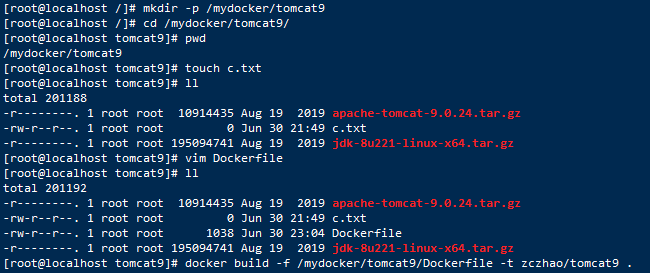 [root@localhost /]# mkdir -p /mydocker/tomcat9
[root@localhost /]# cd /mydocker/tomcat9/
[root@localhost tomcat9]# pwd
/mydocker/tomcat9
[root@localhost tomcat9]# touch c.txt
[root@localhost tomcat9]# ll
total 201188
-r--------. 1 root root  10914435 Aug 19  2019 apache-tomcat-9.0.24.tar.gz
-rw-r--r--. 1 root root         0 Jun 30 21:49 c.txt
-r--------. 1 root root 195094741 Aug 19  2019 jdk-8u221-linux-x64.tar.gz
[root@localhost tomcat9]# vim Dockerfile
[root@localhost tomcat9]# ll
total 201192
-r--------. 1 root root  10914435 Aug 19  2019 apache-tomcat-9.0.24.tar.gz
-rw-r--r--. 1 root root         0 Jun 30 21:49 c.txt
-rw-r--r--. 1 root root      1038 Jun 30 23:04 Dockerfile
-r--------. 1 root root 195094741 Aug 19  2019 jdk-8u221-linux-x64.tar.gz
[root@localhost tomcat9]# docker build -f /mydocker/tomcat9/Dockerfile -t zczhao/tomcat9 .